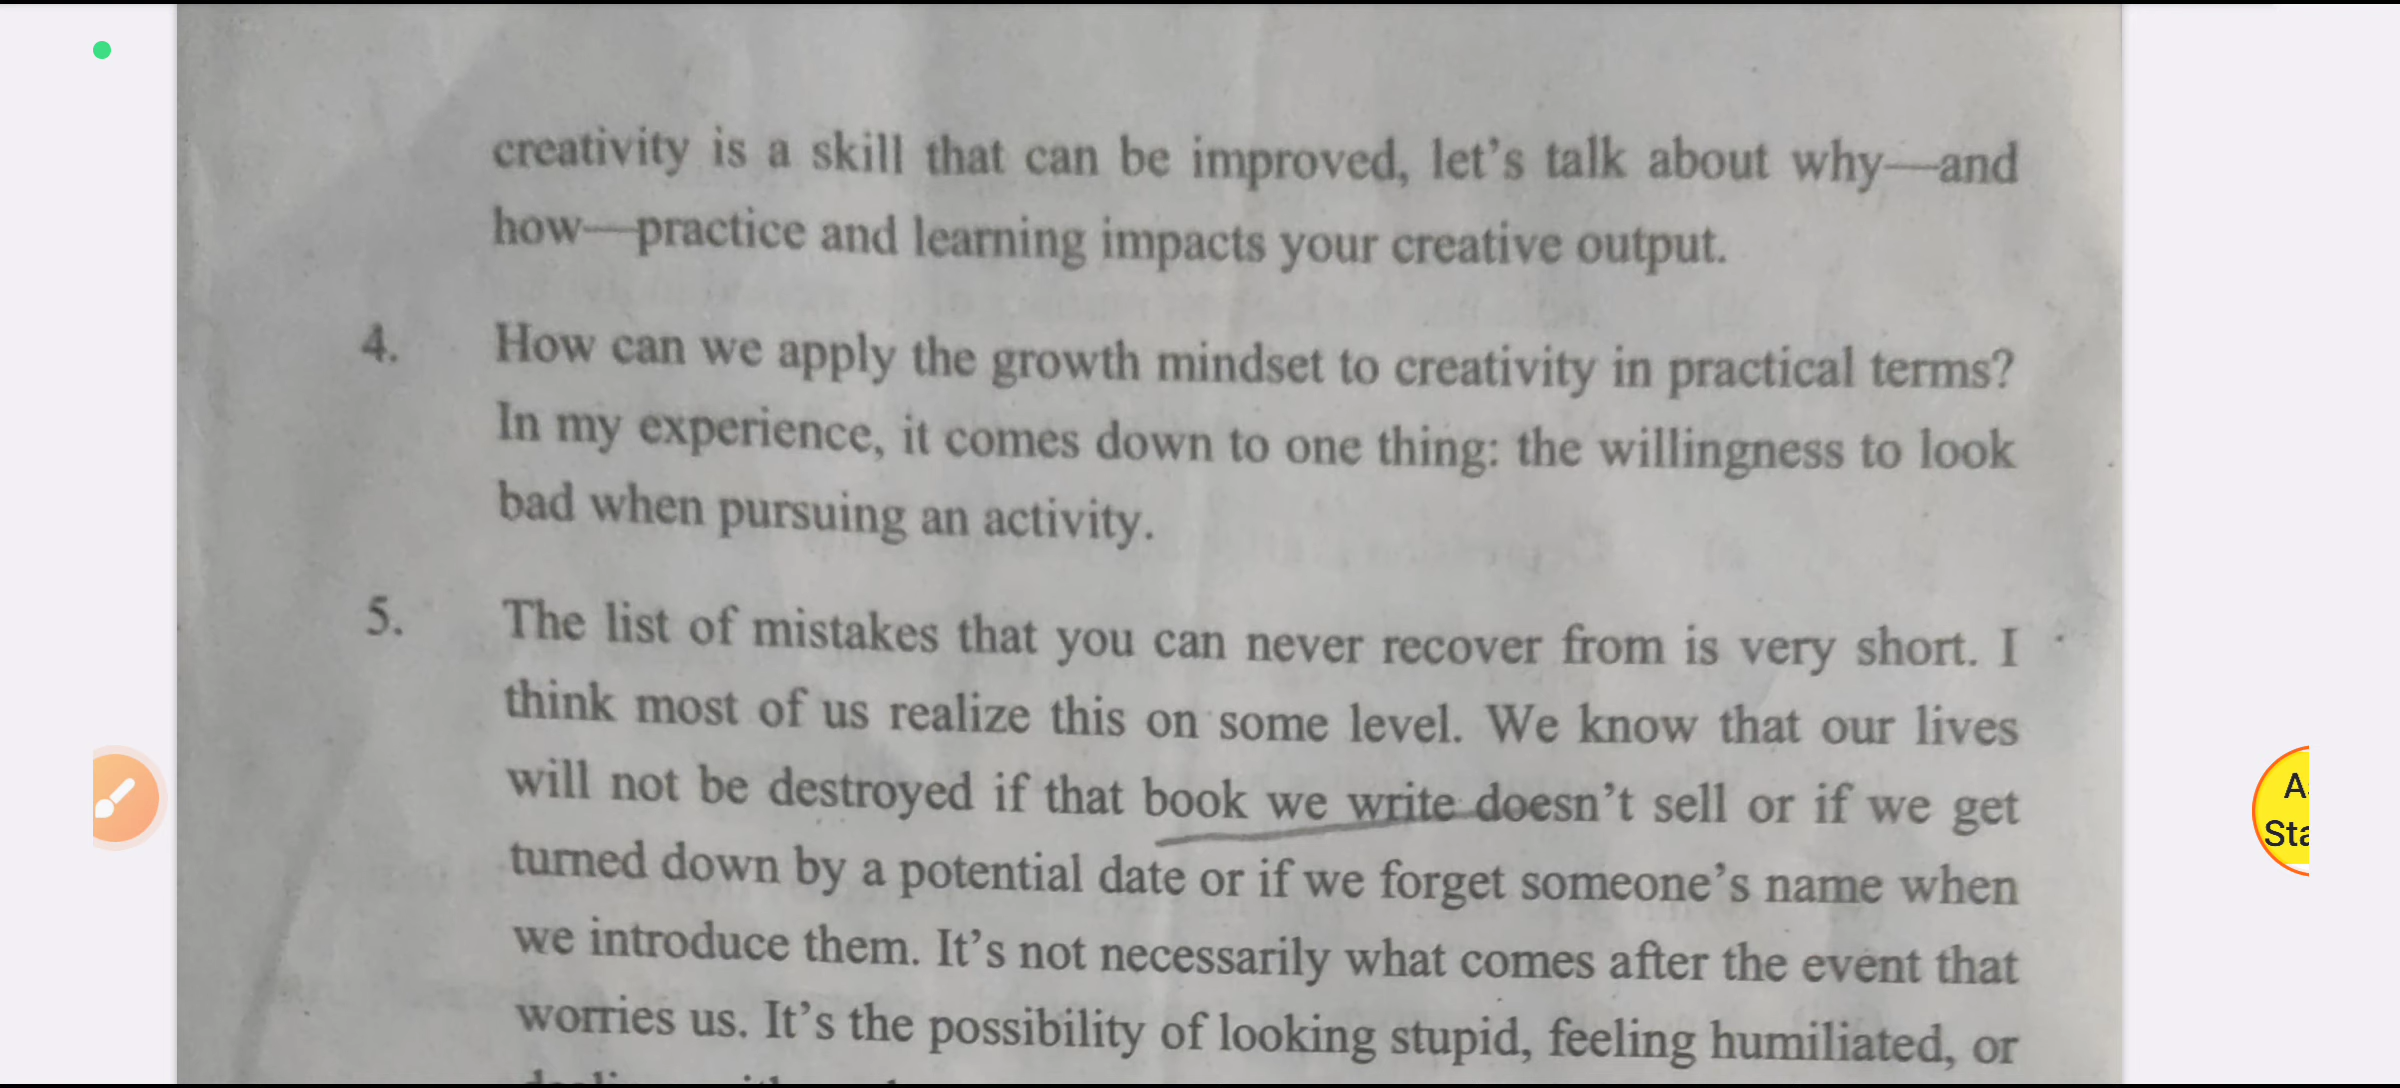 creativity is a skill that can be improved, let's talk about why—and
how—practice and learning impacts your creative output.
4. How can we apply the growth mindset to creativity in practical terms?
In my experience, it comes down to one thing: the willingness to look
bad when pursuing an activity.
5. The list of mistakes that you can never recover from is very short. I
think most of us realize this on some level. We know that our lives
will not be destroyed if that book we write doesn't sell or if we get
turned down by a potential date or if we forget someone's name when
we introduce them. It's not necessarily what comes after the event that
worries us. It's the possibility of looking stupid, feeling humiliated, or